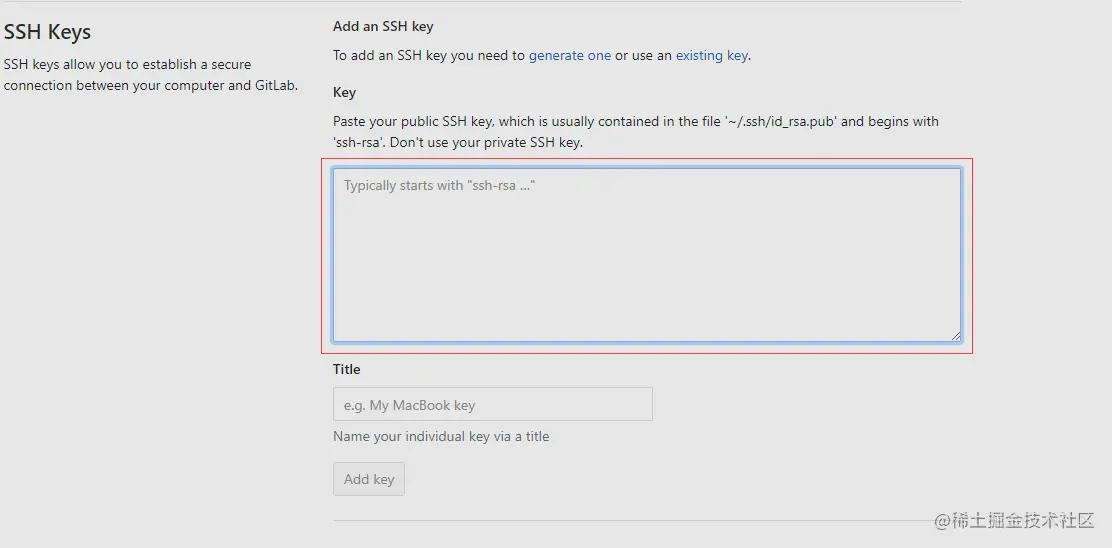 SSH Keys
SSH keys allow you to establish a secure
connection between your computer and GitLab.
Add an SSH key
To add an SSH key you need to generate one or use an existing key.
Key
Paste your public SSH key, which is usually contained in the file '~/.ssh/id_rsa.pub' and begins with
'ssh-rsa'. Don't use your private SSH key.
Typically starts with "ssh-rsa ..."
Title
e.g. My MacBook key
Name your individual key via a title
Add key
@稀土掘金技术社区